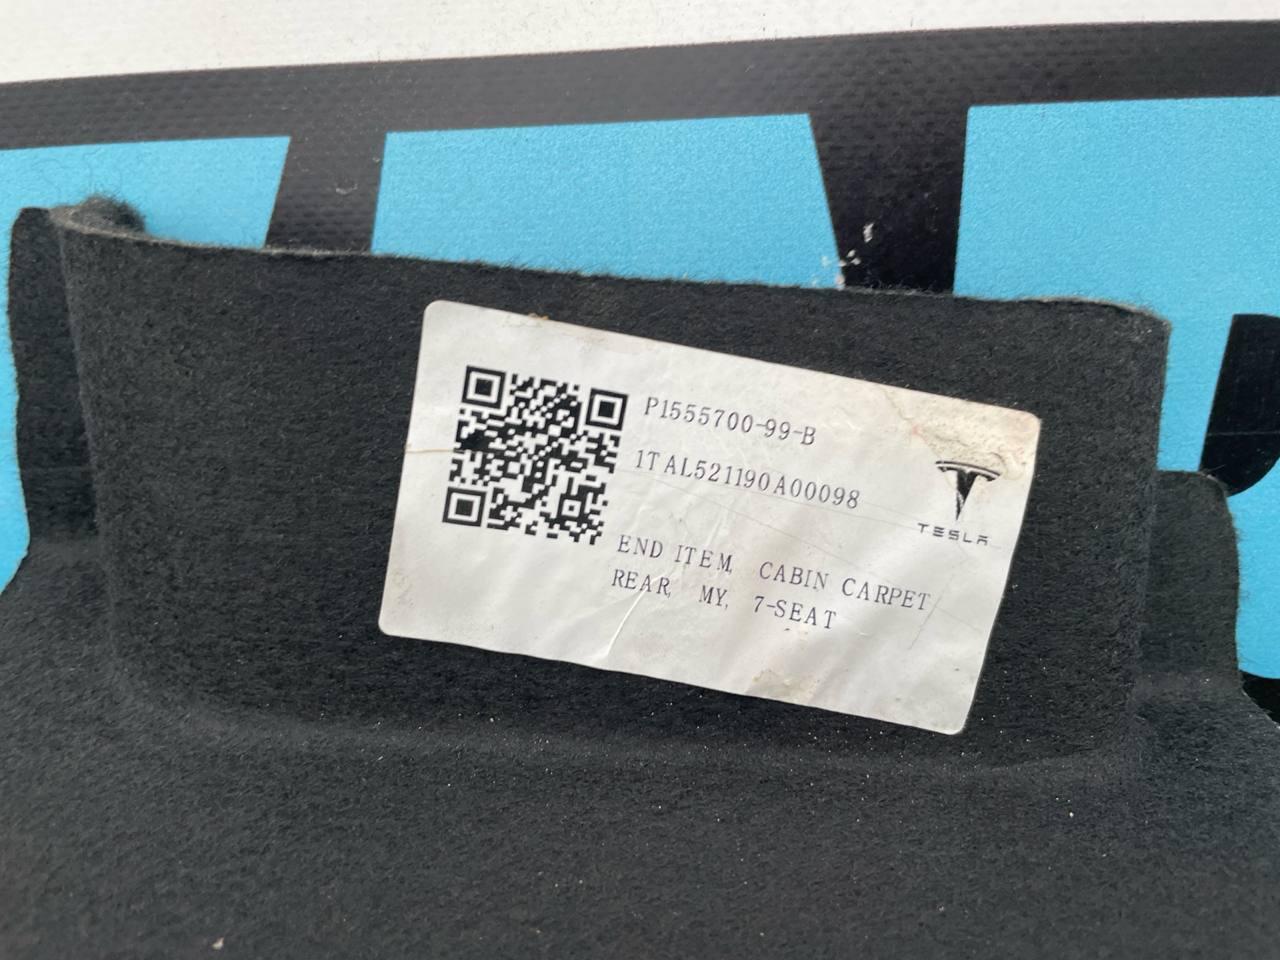 P1555700-99-B
1TAL521190A00098
TESLA
END ITEM, CABIN CARPET
REAR, MY, 7-SEAT